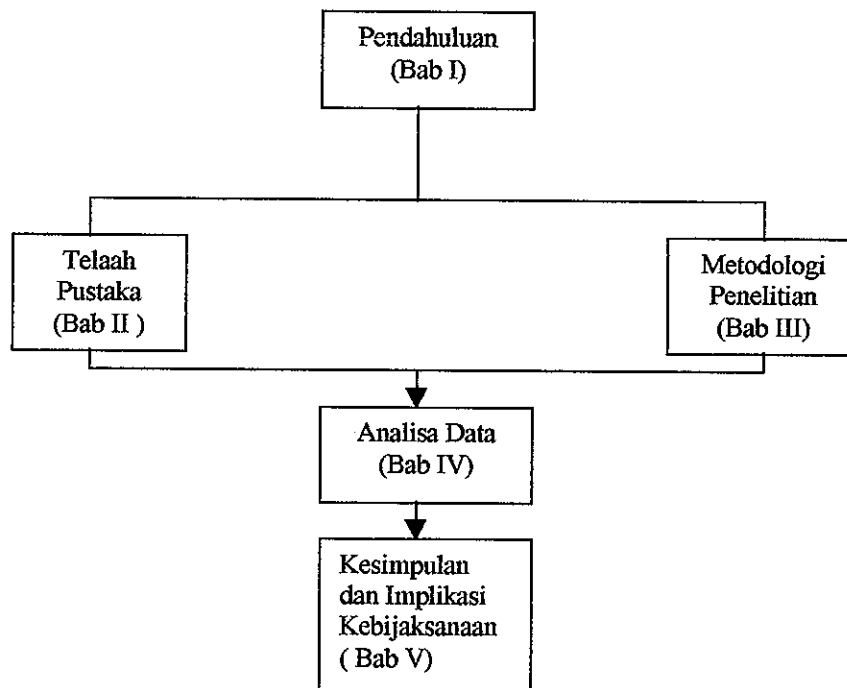 Pendahuluan
(Bab I)
Telaah
Pustaka
(Bab II )
Metodologi
Penelitian
(Bab III)
Analisa Data
(Bab IV)
Kesimpulan
dan Implikasi
Kebijaksanaan
( Bab V)